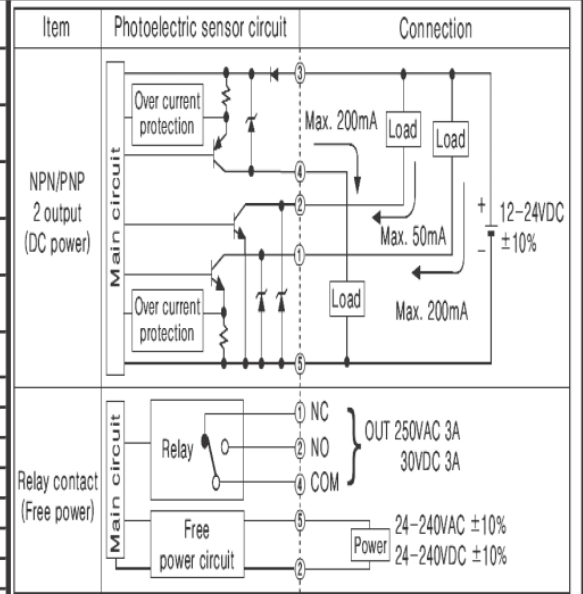 Item
Photoelectric sensor circuit
Connection
NPN/PNP
2 output
(DC power)
Main circuit
Over current
protection
Over current
protection
③
④
②
①
⑤
Max. 200mA
Load
Load
Max. 50mA
Load
Max. 200mA
+
-
12-24VDC
±10%
Relay contact
(Free power)
Main circuit
Relay
① NC
② NO
④ COM
OUT 250VAC 3A
30VDC 3A
Free
power circuit
⑤
②
Power
24-240VAC ±10%
24-240VDC ±10%